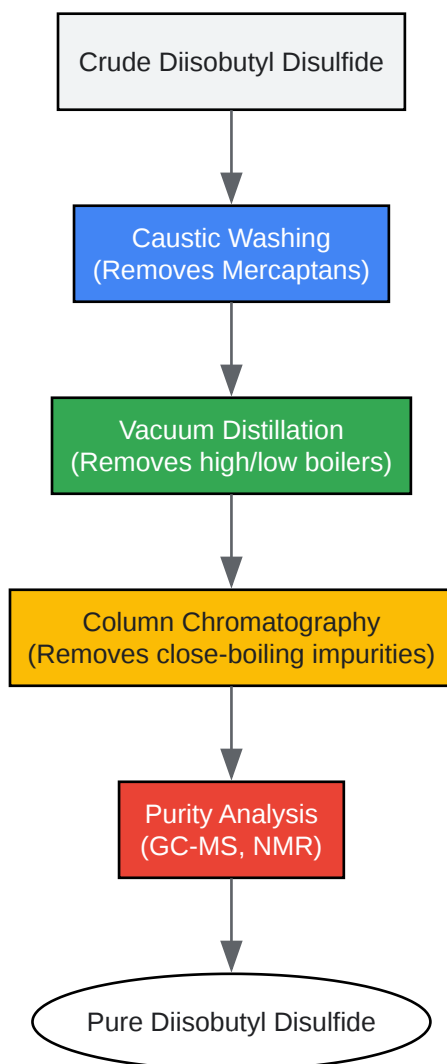 Crude Diisobutyl Disulfide
Caustic Washing
(Removes Mercaptans)
Vacuum Distillation
(Removes high/low boilers)
Column Chromatography
(Removes close-boiling impurities)
Purity Analysis
(GC-MS, NMR)
Pure Diisobutyl Disulfide